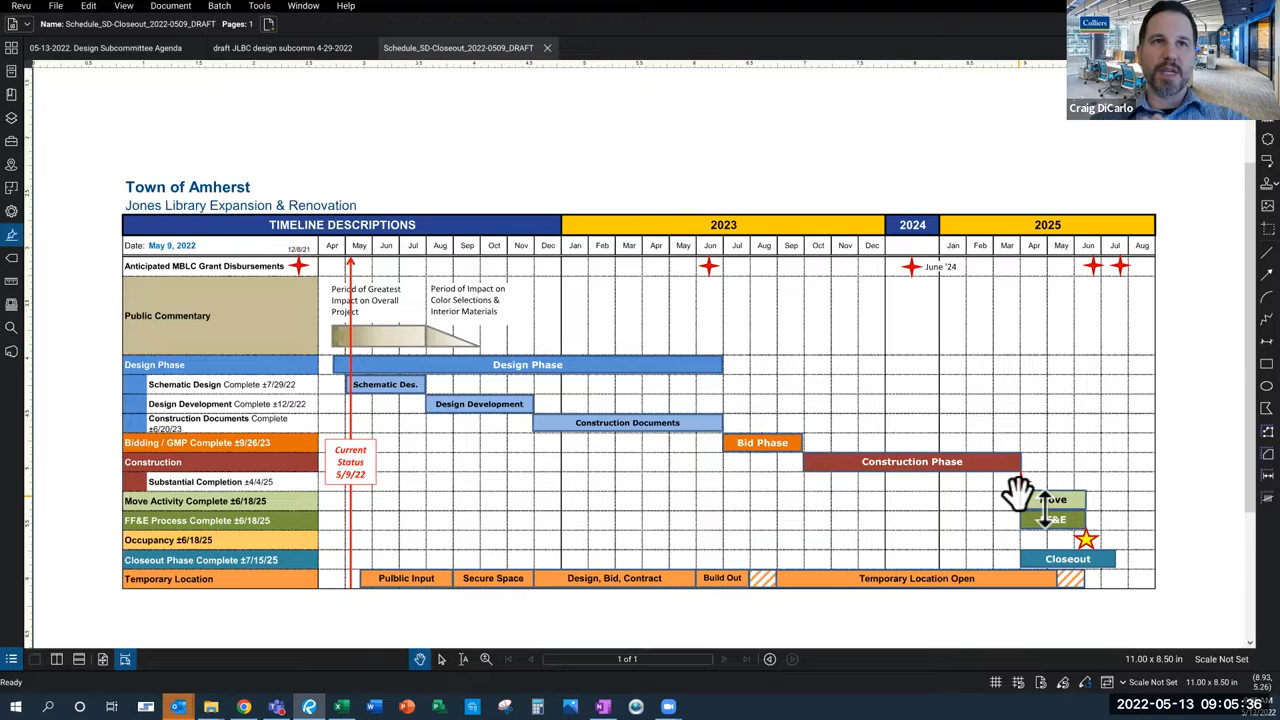 Revu File Edit View Document Batch Tools Window Help
Name: Schedule_SD-Closeout_2022-0509_DRAFT Pages: 1
05-13-2022. Design Subcommittee Agenda draft JLBC design subcomm 4-29-2022 Schedule_SD-Closeout_2022-0509_DRAFT
Colliers
Craig DiCarlo
Town of Amherst
Jones Library Expansion & Renovation
TIMELINE DESCRIPTIONS 2023 2024 2025
Date: May 9, 2022 12/8/21 Apr May Jun Jul Aug Sep Oct Nov Dec Jan Feb Mar Apr May Jun Jul Aug Sep Oct Nov Dec Jan Feb Mar Apr May Jun Jul Aug
Anticipated MBLC Grant Disbursements June '24
Public Commentary
Period of Greatest
Impact on Overall
Project
Period of Impact on
Color Selections &
Interior Materials
Design Phase Design Phase
Schematic Design Complete ±7/29/22 Schematic Des.
Design Development Complete ±12/2/22 Design Development
Construction Documents Complete
±6/20/23
Construction Documents
Bidding / GMP Complete ±9/26/23 Bid Phase
Current
Status
5/9/22
Construction Construction Phase
Substantial Completion ±4/4/25
Move Activity Complete ±6/18/25
FF&E Process Complete ±6/18/25
Occupancy ±6/18/25
Closeout Phase Complete ±7/15/25 Closeout
Temporary Location Pulblic Input Secure Space Design, Bid, Contract Build Out Temporary Location Open
1 of 1 11.00 x 8.50 in Scale Not Set
Ready Scale Not Set (8.93, 5.26)
2022-05-13 09:05:36